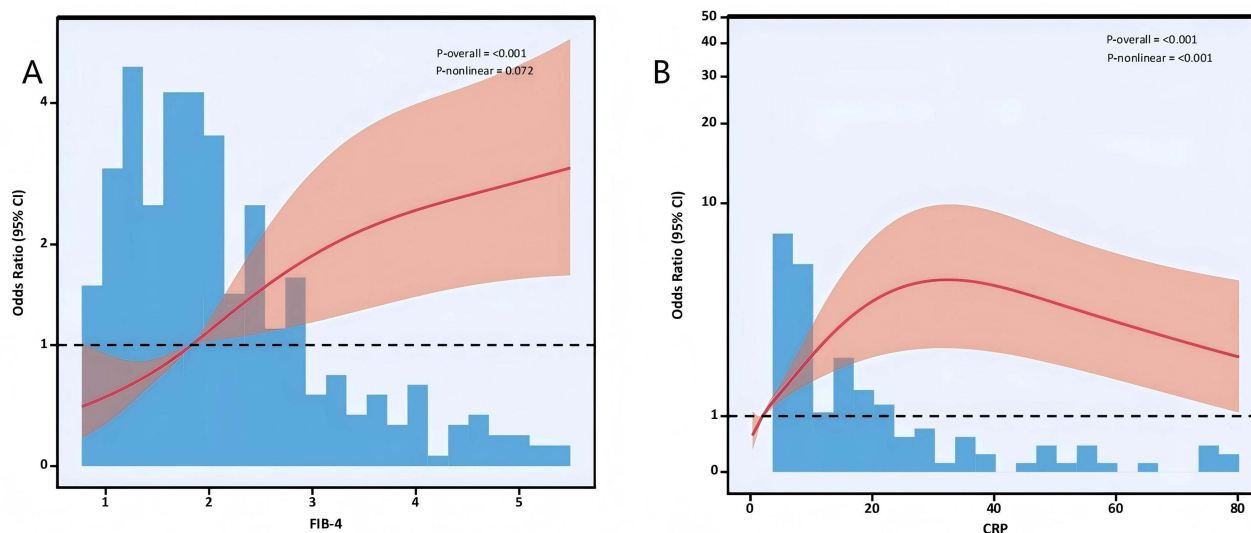 A
P-overall = <0.001
P-nonlinear = 0.072
Odds Ratio (95% CI)
4
2
1
0
1 2 3 4 5
FIB-4
B
P-overall = <0.001
P-nonlinear = <0.001
Odds Ratio (95% CI)
50
40
30
20
10
1
0
0 20 40 60 80
CRP